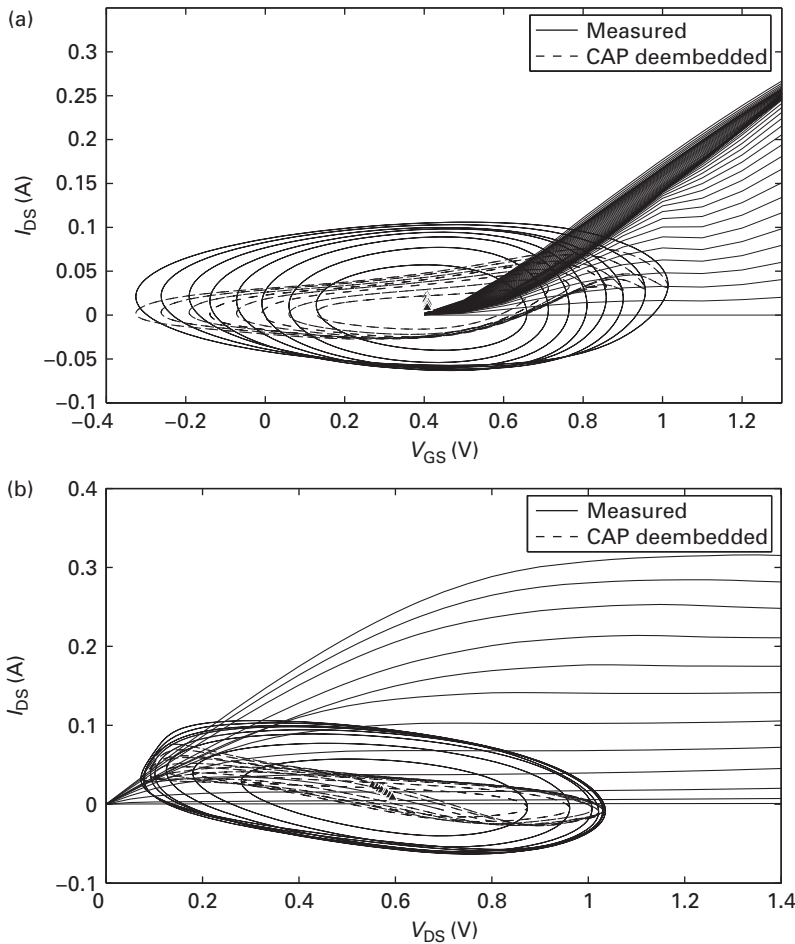 (a)
Measured
CAP deembedded
0.3
0.25
0.2
0.15
0.1
0.05
0
−0.05
−0.1
I_DS (A)
−0.4 −0.2 0 0.2 0.4 0.6 0.8 1 1.2
V_GS (V)
(b)
0.4
Measured
CAP deembedded
0.3
0.2
0.1
0
−0.1
I_DS (A)
0 0.2 0.4 0.6 0.8 1 1.2 1.4
V_DS (V)